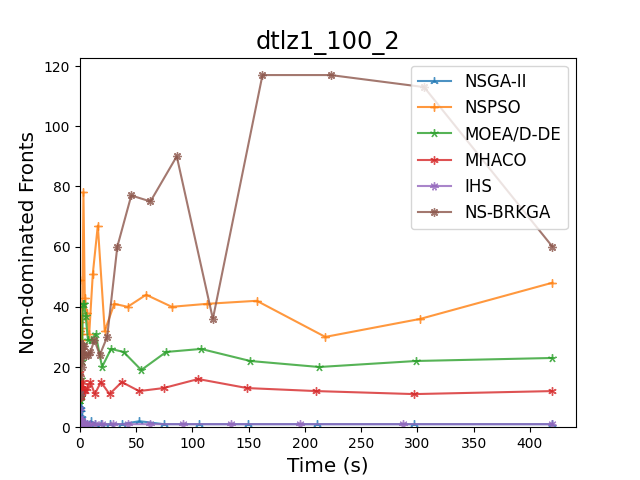 dtlz1_100_2
Non-dominated Fronts
120
100
80
60
40
20
0
0 50 100 150 200 250 300 350 400
Time (s)
NSGA-II
NSPSO
MOEA/D-DE
MHACO
IHS
NS-BRKGA